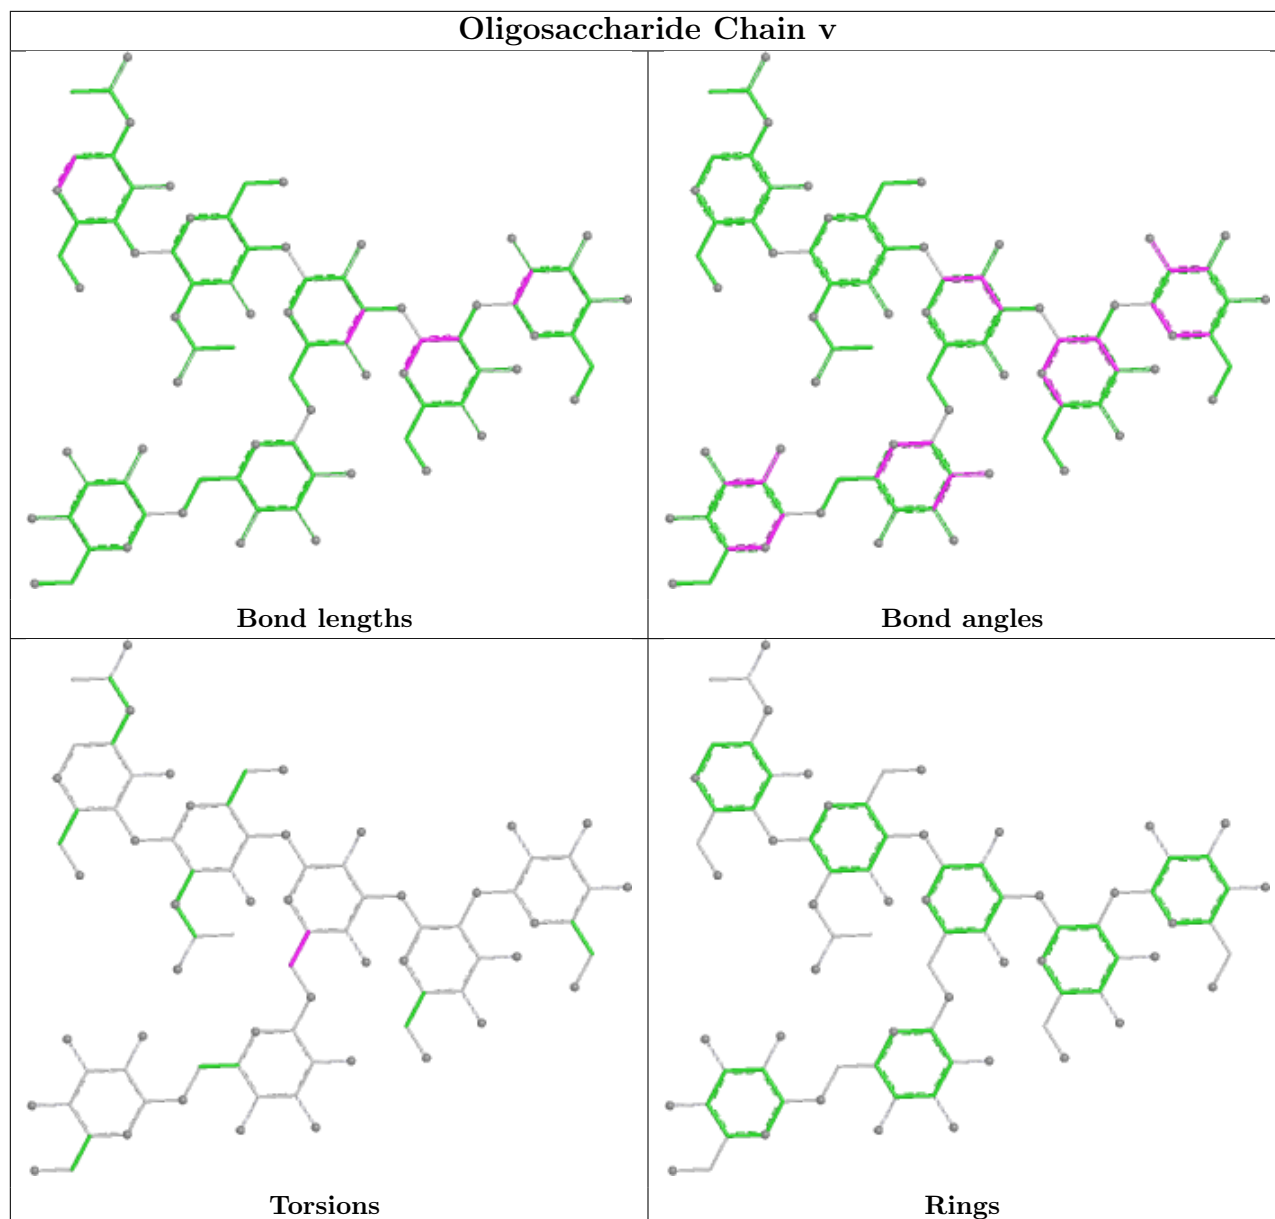 Oligosaccharide Chain v
Bond lengths
Bond angles
Torsions
Rings